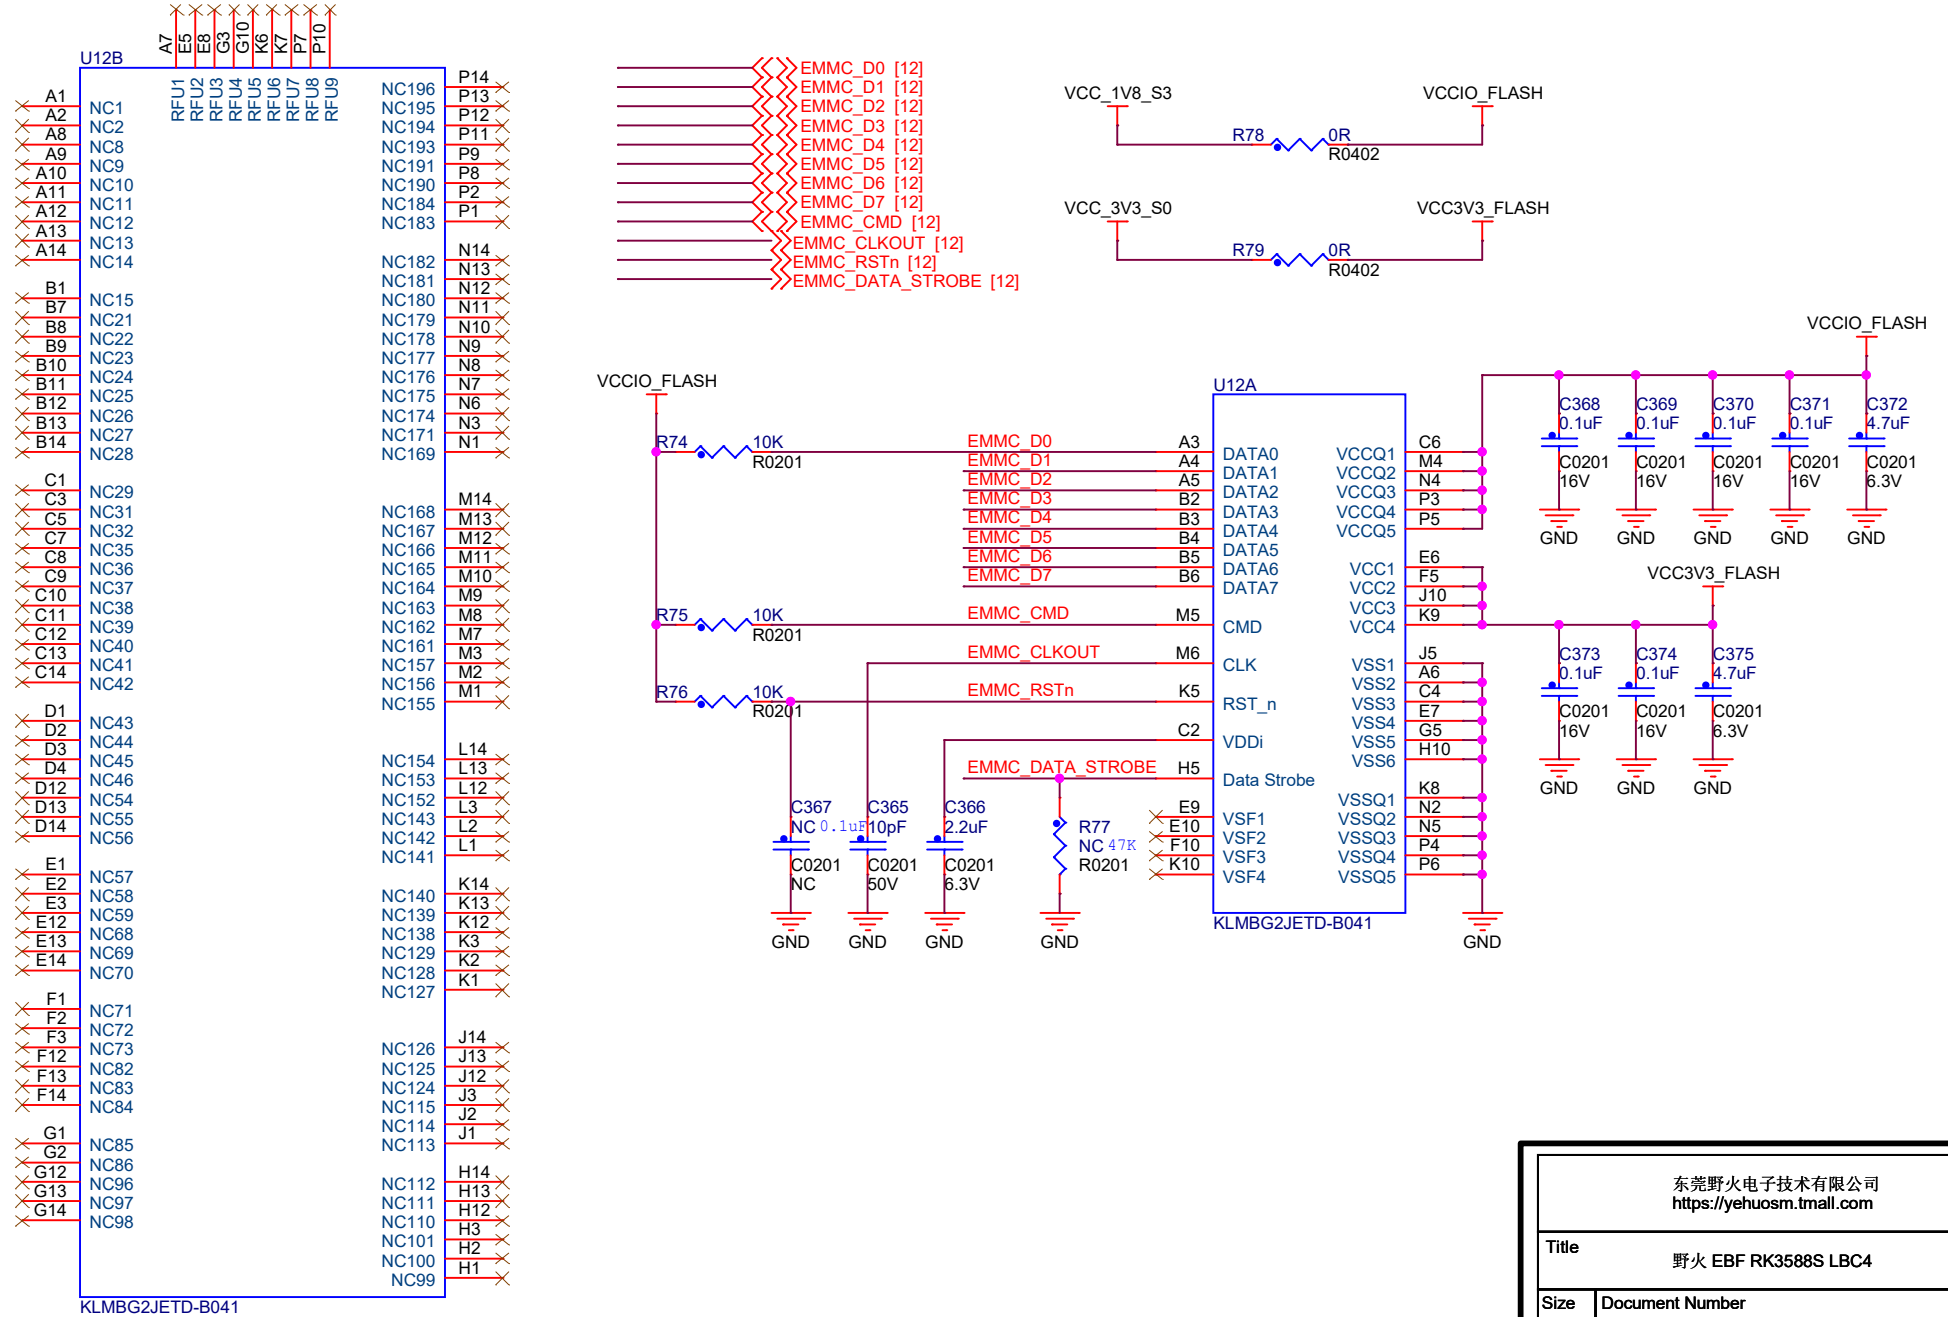 A7
E5
E8
G3
G10
K6
K7
P7
P10
U12B
RFU1
RFU2
RFU3
RFU4
RFU5
RFU6
RFU7
RFU8
RFU9
A1 NC1
A2 NC2
A8 NC8
A9 NC9
A10 NC10
A11 NC11
A12 NC12
A13 NC13
A14 NC14
B1 NC15
B7 NC21
B8 NC22
B9 NC23
B10 NC24
B11 NC25
B12 NC26
B13 NC27
B14 NC28
C1 NC29
C3 NC31
C5 NC32
C7 NC35
C8 NC36
C9 NC37
C10 NC38
C11 NC39
C12 NC40
C13 NC41
C14 NC42
D1 NC43
D2 NC44
D3 NC45
D4 NC46
D12 NC54
D13 NC55
D14 NC56
E1 NC57
E2 NC58
E3 NC59
E12 NC68
E13 NC69
E14 NC70
F1 NC71
F2 NC72
F3 NC73
F12 NC82
F13 NC83
F14 NC84
G1 NC85
G2 NC86
G12 NC96
G13 NC97
G14 NC98
NC196 P14
NC195 P13
NC194 P12
NC193 P11
NC191 P9
NC190 P8
NC184 P2
NC183 P1
NC182 N14
NC181 N13
NC180 N12
NC179 N11
NC178 N10
NC177 N9
NC176 N8
NC175 N7
NC174 N6
NC171 N3
NC169 N1
NC168 M14
NC167 M13
NC166 M12
NC165 M11
NC164 M10
NC163 M9
NC162 M8
NC161 M7
NC157 M3
NC156 M2
NC155 M1
NC154 L14
NC153 L13
NC152 L12
NC143 L3
NC142 L2
NC141 L1
NC140 K14
NC139 K13
NC138 K12
NC129 K3
NC128 K2
NC127 K1
NC126 J14
NC125 J13
NC124 J12
NC115 J3
NC114 J2
NC113 J1
NC112 H14
NC111 H13
NC110 H12
NC101 H3
NC100 H2
NC99 H1
KLMBG2JETD-B041
EMMC_D0 [12]
EMMC_D1 [12]
EMMC_D2 [12]
EMMC_D3 [12]
EMMC_D4 [12]
EMMC_D5 [12]
EMMC_D6 [12]
EMMC_D7 [12]
EMMC_CMD [12]
EMMC_CLKOUT [12]
EMMC_RSTn [12]
EMMC_DATA_STROBE [12]
VCC_1V8_S3 VCCIO_FLASH
R78 0R
R0402
VCC_3V3_S0 VCC3V3_FLASH
R79 0R
R0402
VCCIO_FLASH
R74 10K
R0201
R75 10K
R0201
R76 10K
R0201
EMMC_D0
EMMC_D1
EMMC_D2
EMMC_D3
EMMC_D4
EMMC_D5
EMMC_D6
EMMC_D7
EMMC_CMD
EMMC_CLKOUT
EMMC_RSTn
EMMC_DATA_STROBE
C367
NC 0.1uF
C0201
NC
GND
C365
10pF
C0201
50V
GND
C366
2.2uF
C0201
6.3V
GND
R77
NC 47K
R0201
GND
U12A
A3 DATA0
A4 DATA1
A5 DATA2
B2 DATA3
B3 DATA4
B4 DATA5
B5 DATA6
B6 DATA7
M5 CMD
M6 CLK
K5 RST_n
C2 VDDi
H5 Data Strobe
E9 VSF1
E10 VSF2
F10 VSF3
K10 VSF4
VCCQ1 C6
VCCQ2 M4
VCCQ3 N4
VCCQ4 P3
VCCQ5 P5
VCC1 E6
VCC2 F5
VCC3 J10
VCC4 K9
VSS1 J5
VSS2 A6
VSS3 C4
VSS4 E7
VSS5 G5
VSS6 H10
VSSQ1 K8
VSSQ2 N2
VSSQ3 N5
VSSQ4 P4
VSSQ5 P6
KLMBG2JETD-B041
GND
VCCIO_FLASH
C368
0.1uF
C0201
16V
GND
C369
0.1uF
C0201
16V
GND
C370
0.1uF
C0201
16V
GND
C371
0.1uF
C0201
16V
GND
C372
4.7uF
C0201
6.3V
GND
VCC3V3_FLASH
C373
0.1uF
C0201
16V
GND
C374
0.1uF
C0201
16V
GND
C375
4.7uF
C0201
6.3V
GND
东莞野火电子技术有限公司
https://yehuosm.tmall.com
Title
野火 EBF RK3588S LBC4
Size Document Number